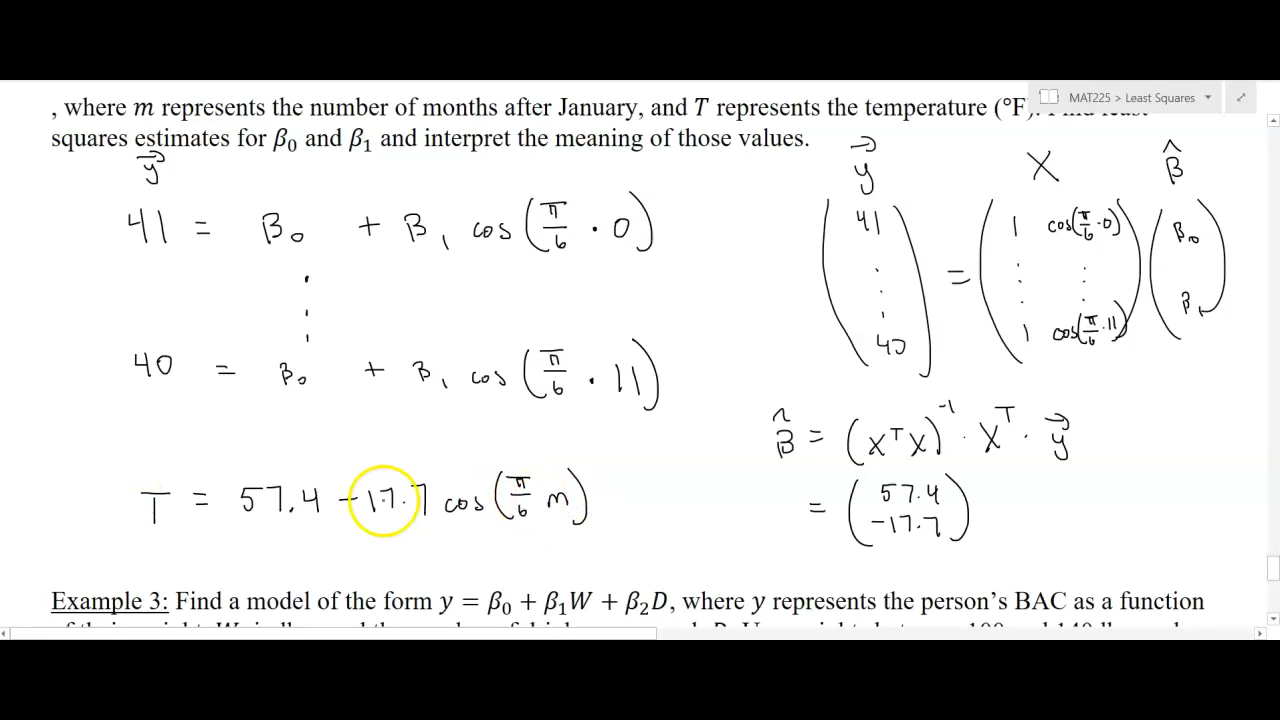 , where m represents the number of months after January, and T represents the temperature (°F).
MAT225 > Least Squares
squares estimates for β₀ and β₁ and interpret the meaning of those values.
y⃗
41 = β₀ + β₁ cos(π/6 · 0)
⋮
40 = β₀ + β₁ cos(π/6 · 11)
T = 57.4 - 17.7 cos(π/6 m)
y⃗ X β̂
(41 ⋮ 40) = (1 cos(π/6·0) ⋮ ⋮ 1 cos(π/6·11)) (β₀ β₁)
β̂ = (XᵀX)⁻¹ · Xᵀ · y⃗
= (57.4 -17.7)
Example 3: Find a model of the form y = β₀ + β₁W + β₂D, where y represents the person's BAC as a function